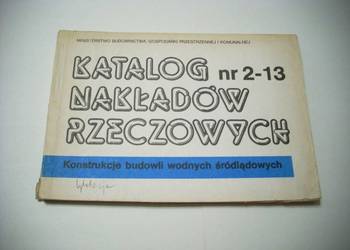 MINISTERSTWO BUDOWNICTWA, GOSPODARKI PRZESTRZENNEJ I KOMUNALNEJ
KATALOG nr 2-13
NAKŁADÓW
RZECZOWYCH
Konstrukcje budowli wodnych śródlądowych